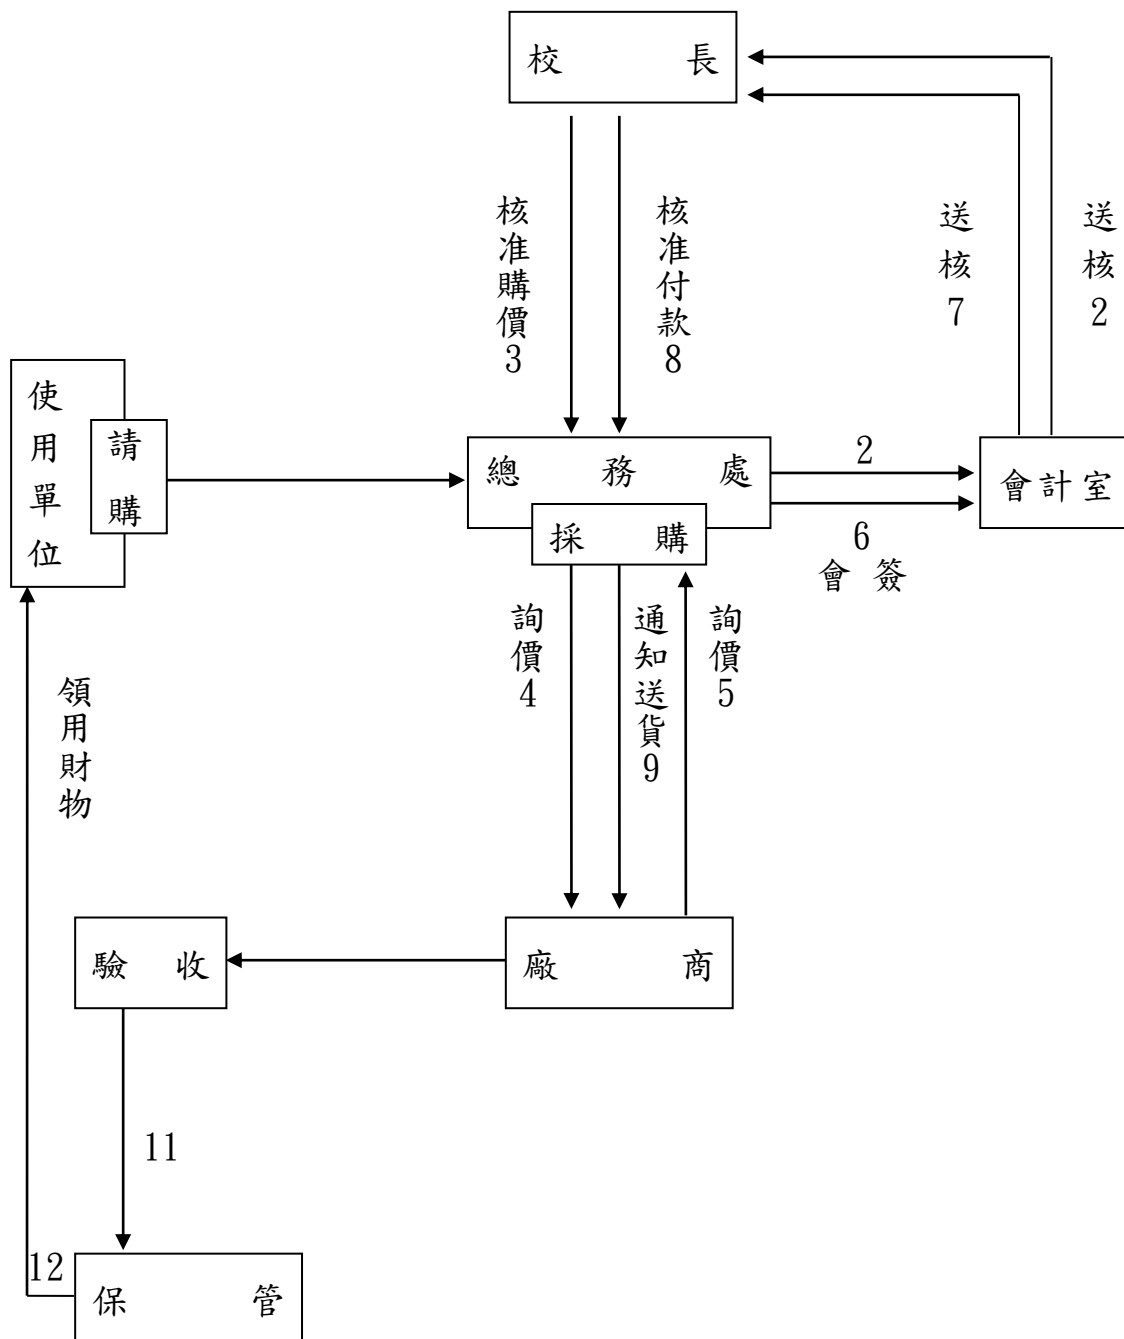 校長
核准購價3
核准付款8
送核7
送核2
使用單位
請購
總務處
採購
2
6
會簽
會計室
詢價4
通知送貨9
詢價5
領用財物
驗收
廠商
11
12
保管